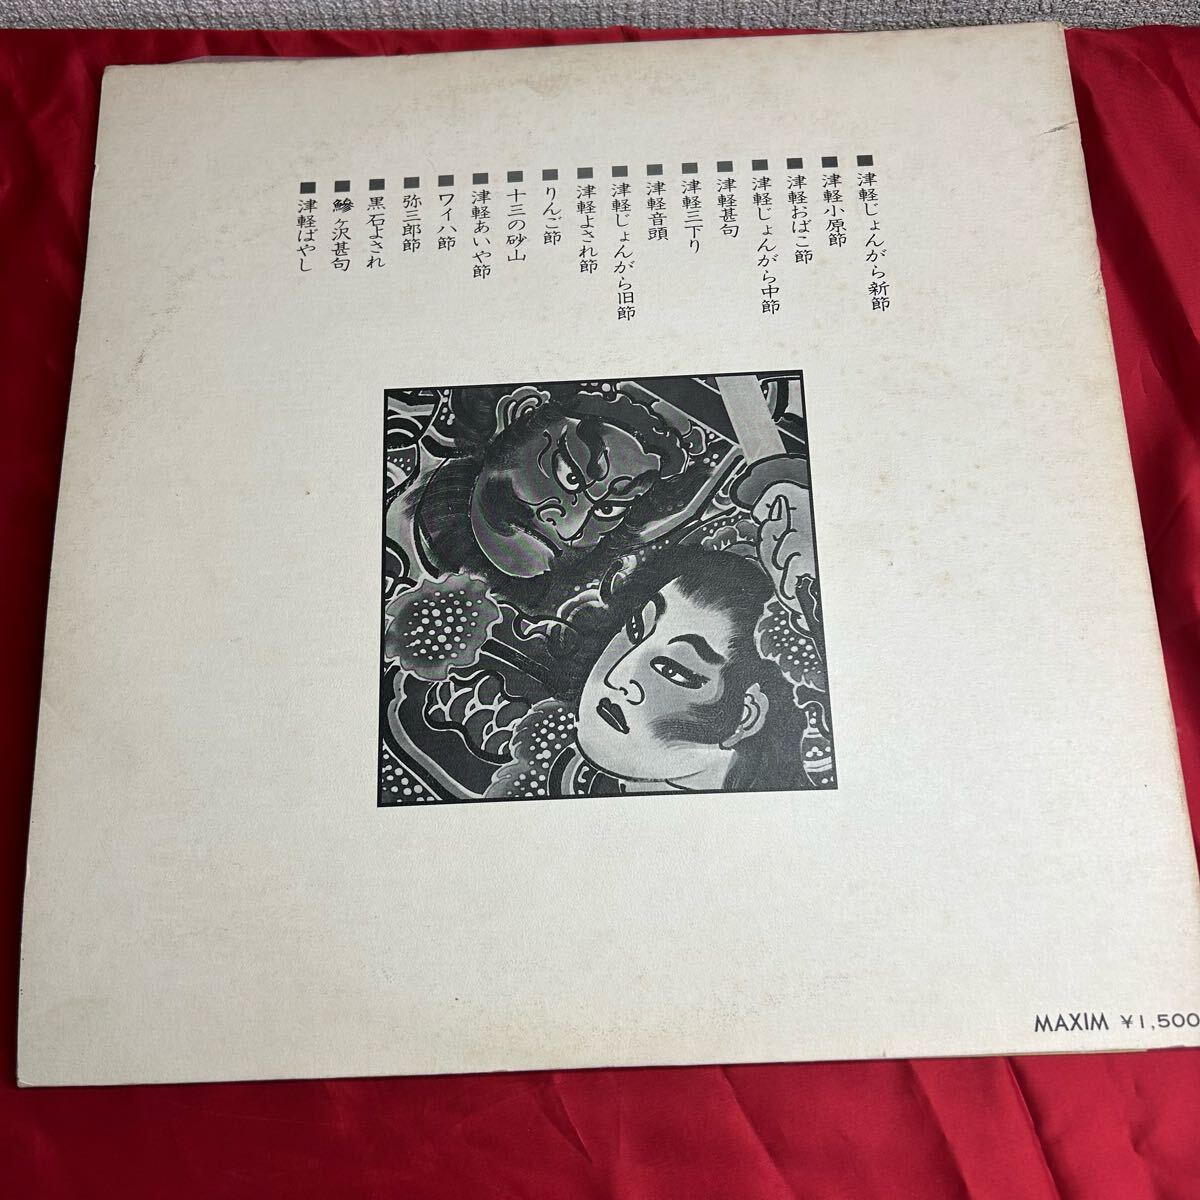 ■津軽じょんがら新節
■津軽小原節
■津軽おばこ節
■津軽じょんがら中節
■津軽甚句
■津軽三下り
■津軽音頭
■津軽じょんがら旧節
■津軽よされ節
■りんご節
■十三の砂山
■津軽あいや節
■ワイハ節
■弥三郎節
■黒石よされ
■鰺ヶ沢甚句
■津軽ばやし
MAXIM ¥1,500